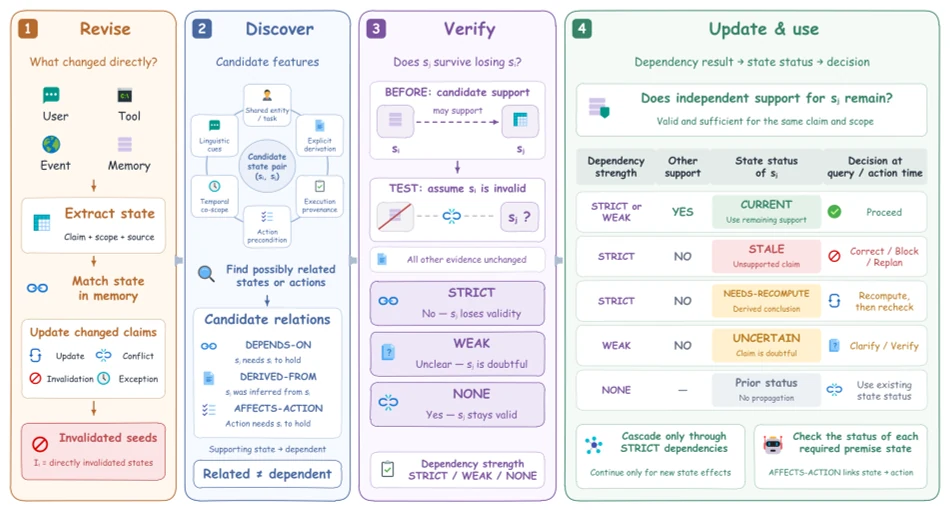 1 Revise
What changed directly?
User
Tool
Event
Memory
Extract state
Claim + scope + source
Match state
in memory
Update changed claims
Update
Conflict
Invalidation
Exception
Invalidated seeds
I₁ = directly invalidated states
2 Discover
Candidate features
Shared entity
/ task
Linguistic
cues
Explicit
derivation
Candidate
state pair
(sᵢ, sⱼ)
Temporal
co-scope
Execution
provenance
Action
precondition
Find possibly related
states or actions
Candidate relations
DEPENDS-ON
sⱼ needs sᵢ to hold
DERIVED-FROM
sⱼ was inferred from sᵢ
AFFECTS-ACTION
Action needs sᵢ to hold
Supporting state → dependent
Related ≠ dependent
3 Verify
Does sⱼ survive losing sᵢ?
BEFORE: candidate support
may support
sᵢ
sⱼ
TEST: assume sᵢ is invalid
sⱼ ?
All other evidence unchanged
STRICT
No — sⱼ loses validity
WEAK
Unclear — sⱼ is doubtful
NONE
Yes — sⱼ stays valid
Dependency strength
STRICT / WEAK / NONE
4 Update & use
Dependency result → state status → decision
Does independent support for sⱼ remain?
Valid and sufficient for the same claim and scope
Dependency
strength
Other
support
State status
of sⱼ
Decision at
query / action time
STRICT or
WEAK
YES
CURRENT
Use remaining support
Proceed
STRICT
NO
STALE
Unsupported claim
Correct / Block
/ Replan
STRICT
NO
NEEDS-RECOMPUTE
Derived conclusion
Recompute,
then recheck
WEAK
NO
UNCERTAIN
Claim is doubtful
Clarify / Verify
NONE
—
Prior status
No propagation
Use existing
state status
Cascade only through
STRICT dependencies
Continue only for new state effects
Check the status of each
required premise state
AFFECTS-ACTION links state → action